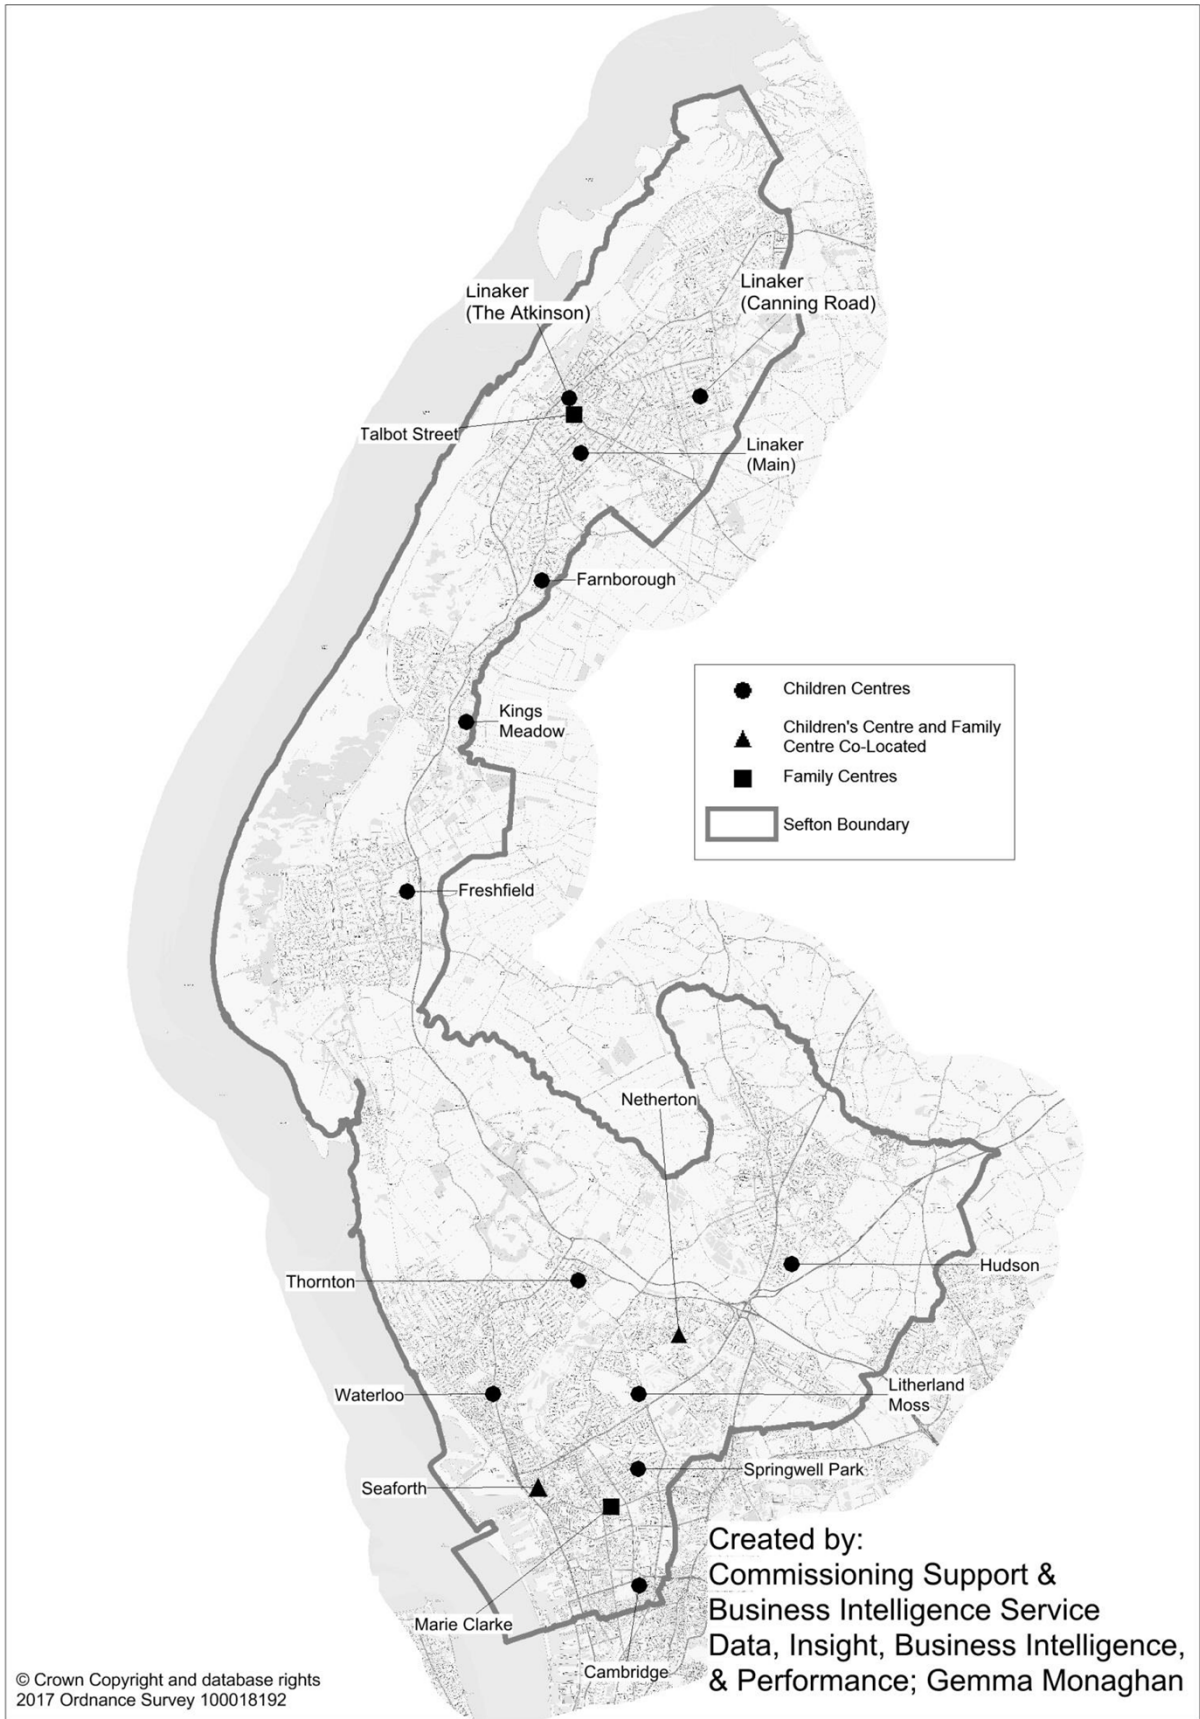 Linaker
(The Atkinson)
Linaker
(Canning Road)
Talbot Street
Linaker
(Main)
Farnborough
Kings
Meadow
Children Centres
Children's Centre and Family
Centre Co-Located
Family Centres
Sefton Boundary
Freshfield
Netherton
Hudson
Thornton
Waterloo
Litherland
Moss
Springwell Park
Seaforth
Marie Clarke
Cambridge
Created by:
Commissioning Support &
Business Intelligence Service
Data, Insight, Business Intelligence,
& Performance; Gemma Monaghan
© Crown Copyright and database rights
2017 Ordnance Survey 100018192